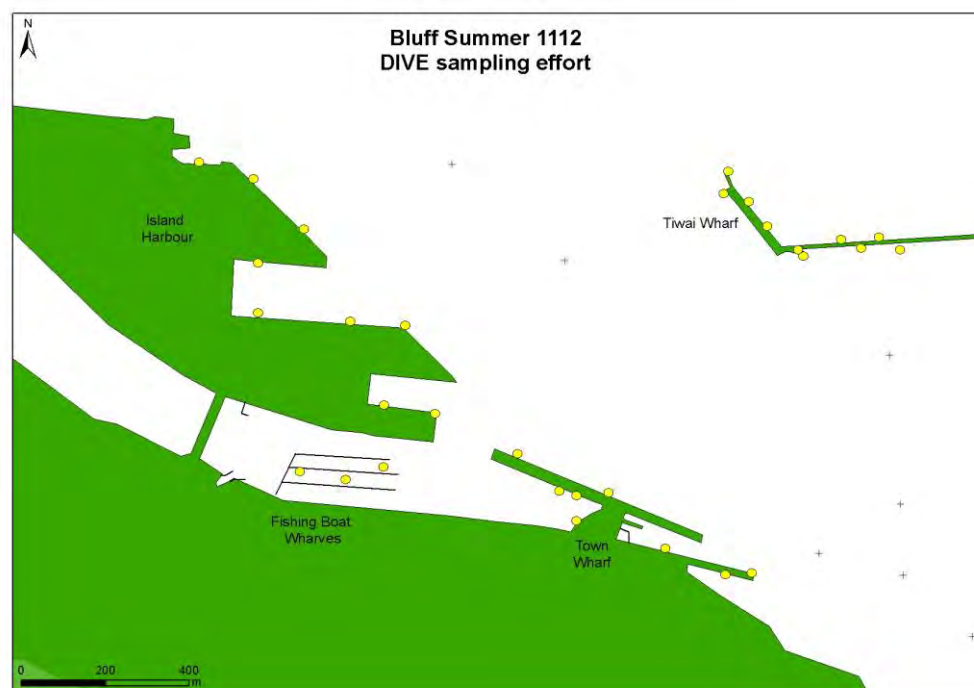 N
Bluff Summer 1112
DIVE sampling effort
Island
Harbour
Tiwai Wharf
Fishing Boat
Wharves
Town
Wharf
0 200 400
m